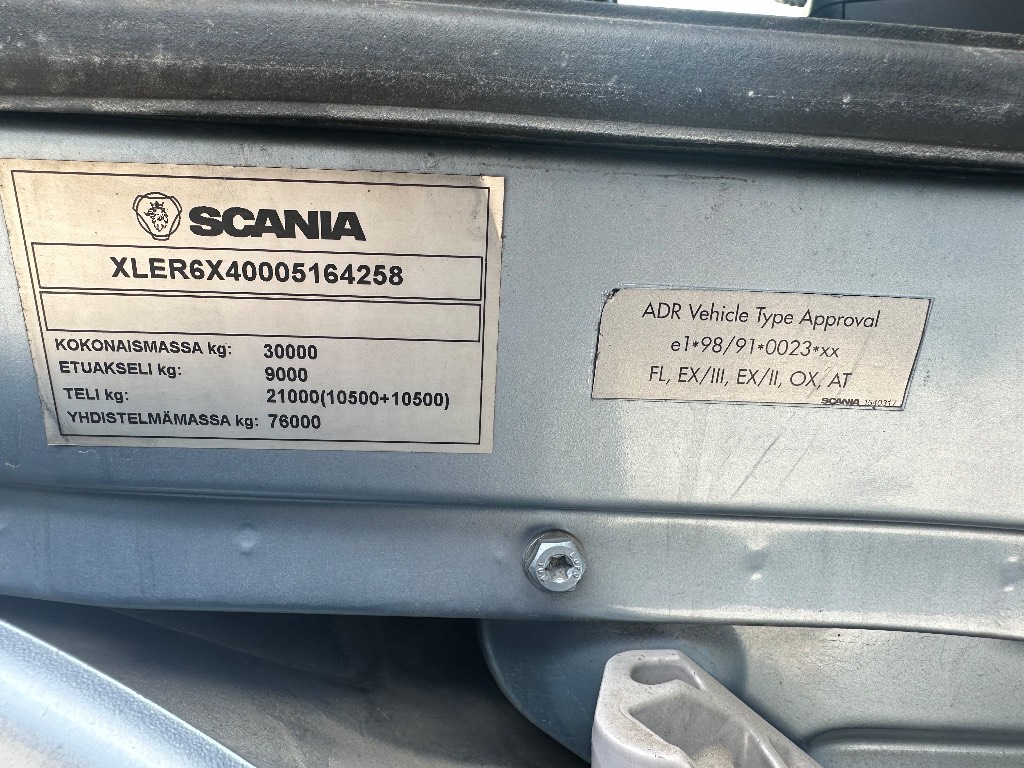 SCANIA
XLER6X40005164258
KOKONAISMASSA kg: 30000
ETUAKSELI kg: 9000
TELI kg: 21000(10500+10500)
YHDISTELMÄMASSA kg: 76000
ADR Vehicle Type Approval
e1*98/91*0023*xx
FL, EX/III, EX/II, OX, AT
SCANIA 1540317